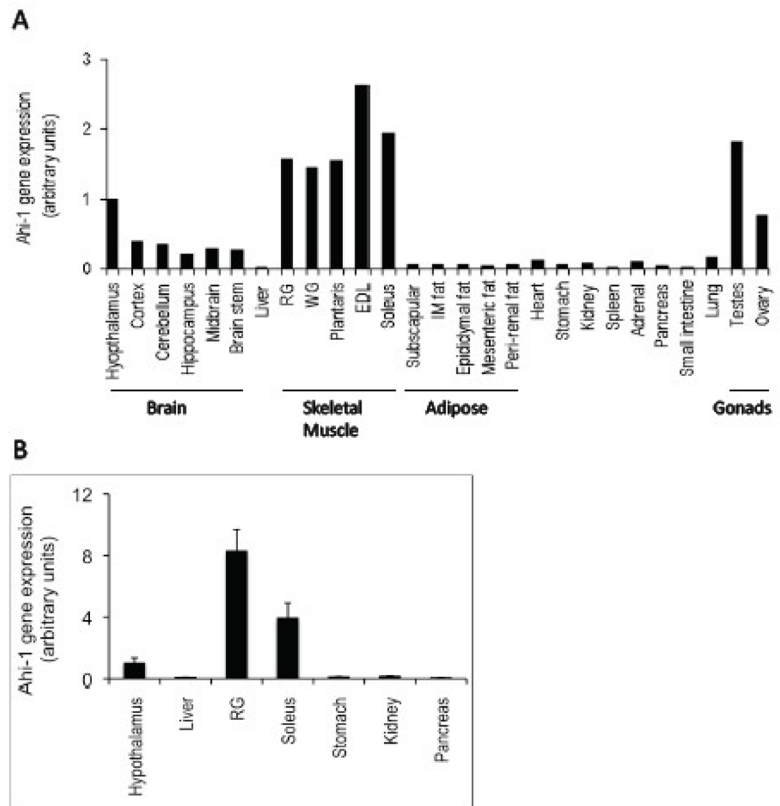 A
Ahi-1 gene expression
(arbitrary units)
3
2
1
0
Hyopthalamus
Cortex
Cerebellum
Hippocampus
Midbrain
Brain stem
Liver
RG
WG
Plantaris
EDL
Soleus
Subscapular
IM fat
Epididymal fat
Mesenteric fat
Peri-renal fat
Heart
Stomach
Kidney
Spleen
Adrenal
Pancreas
Small intestine
Lung
Testes
Ovary
Brain
Skeletal
Muscle
Adipose
Gonads
B
Ahi-1 gene expression
(arbitrary units)
12
8
4
0
Hypothalamus
Liver
RG
Soleus
Stomach
Kidney
Pancreas